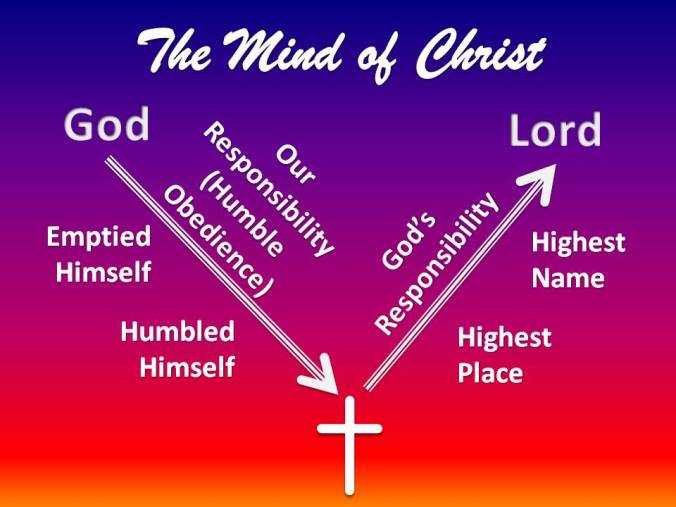 The Mind of Christ
God
Lord
Our
Responsibility
(Humble
Obedience)
God's
Responsibility
Emptied
Himself
Humbled
Himself
Highest
Name
Highest
Place